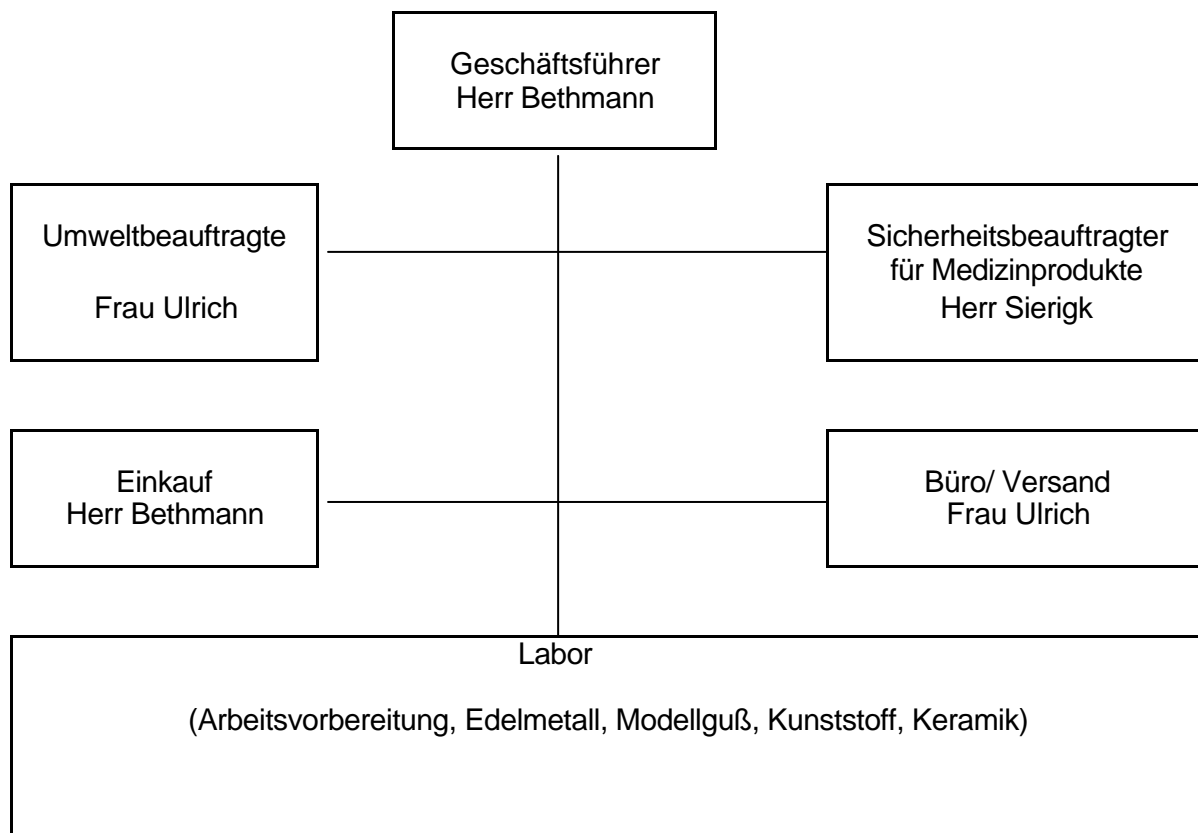 Geschäftsführer
Herr Bethmann
Umweltbeauftragte
Frau Ulrich
Sicherheitsbeauftragter
für Medizinprodukte
Herr Sierigk
Einkauf
Herr Bethmann
Büro/ Versand
Frau Ulrich
Labor
(Arbeitsvorbereitung, Edelmetall, Modellguß, Kunststoff, Keramik)